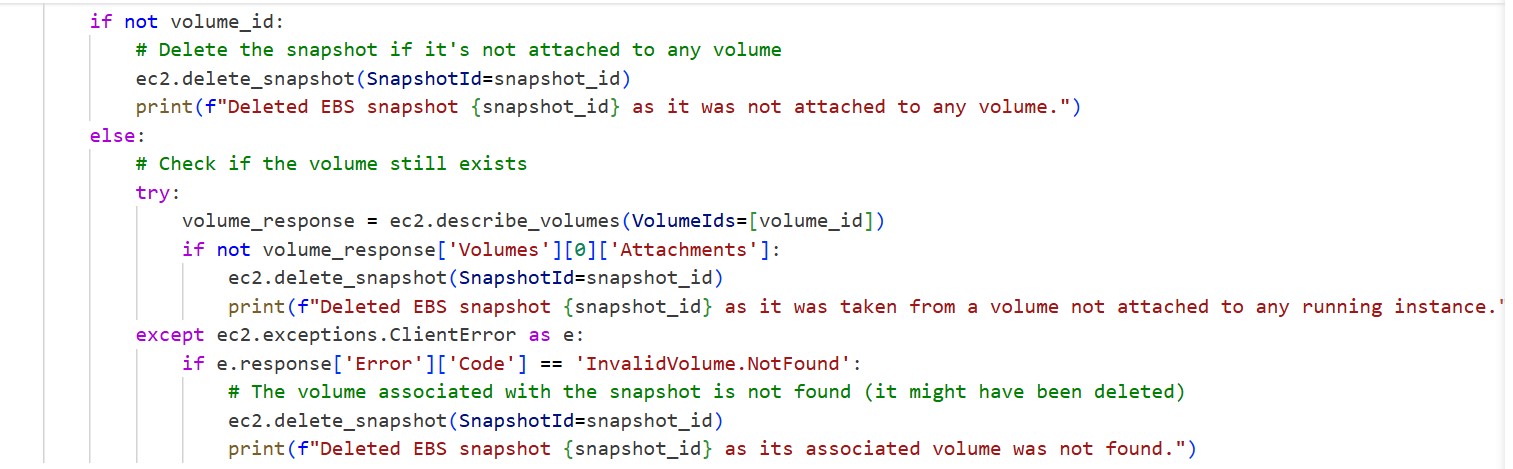 if not volume_id:
    # Delete the snapshot if it's not attached to any volume
    ec2.delete_snapshot(SnapshotId=snapshot_id)
    print(f"Deleted EBS snapshot {snapshot_id} as it was not attached to any volume.")
else:
    # Check if the volume still exists
    try:
        volume_response = ec2.describe_volumes(VolumeIds=[volume_id])
        if not volume_response['Volumes'][0]['Attachments']:
            ec2.delete_snapshot(SnapshotId=snapshot_id)
            print(f"Deleted EBS snapshot {snapshot_id} as it was taken from a volume not attached to any running instance."
    except ec2.exceptions.ClientError as e:
        if e.response['Error']['Code'] == 'InvalidVolume.NotFound':
            # The volume associated with the snapshot is not found (it might have been deleted)
            ec2.delete_snapshot(SnapshotId=snapshot_id)
            print(f"Deleted EBS snapshot {snapshot_id} as its associated volume was not found.")